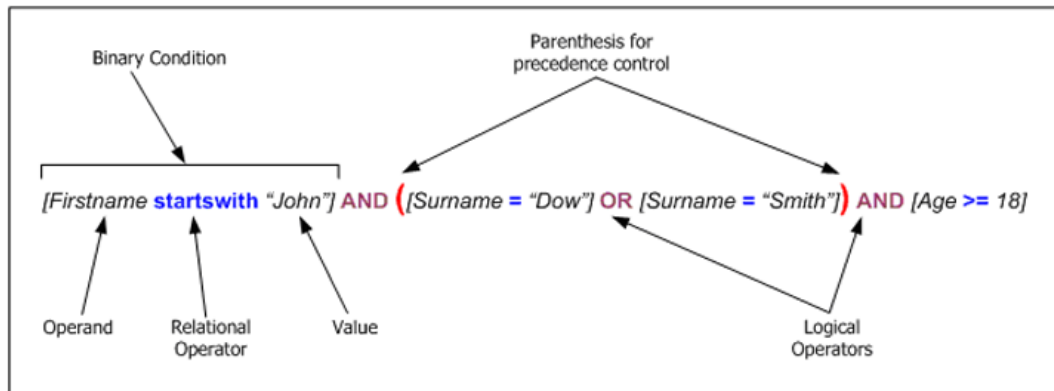 Binary Condition
Parenthesis for
precedence control
[Firstname startswith “John”] AND ([Surname = “Dow”] OR [Surname = “Smith”]) AND [Age >= 18]
Operand
Relational
Operator
Value
Logical
Operators